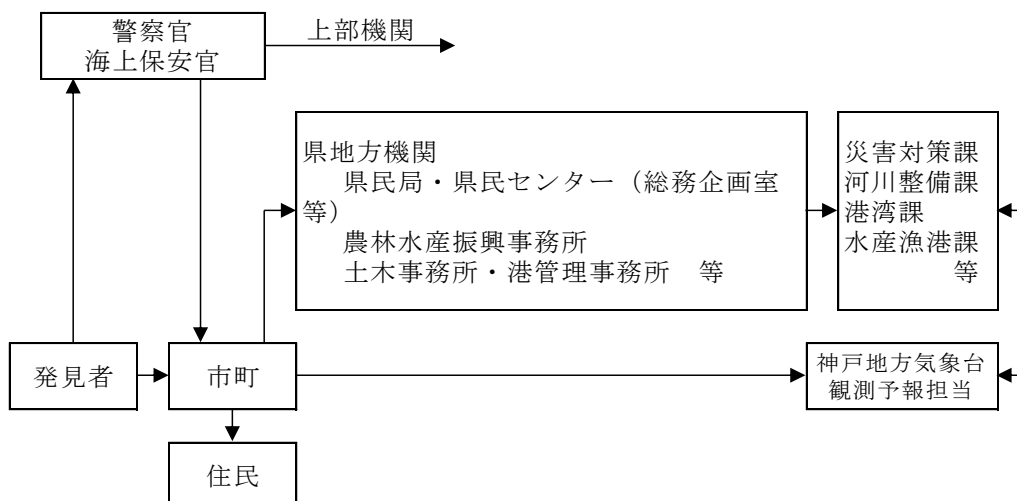 警察官
海上保安官
上部機関
県地方機関
県民局・県民センター（総務企画室
等）
農林水産振興事務所
土木事務所・港管理事務所　等
災害対策課
河川整備課
港湾課
水産漁港課
等
発見者
市町
神戸地方気象台
観測予報担当
住民